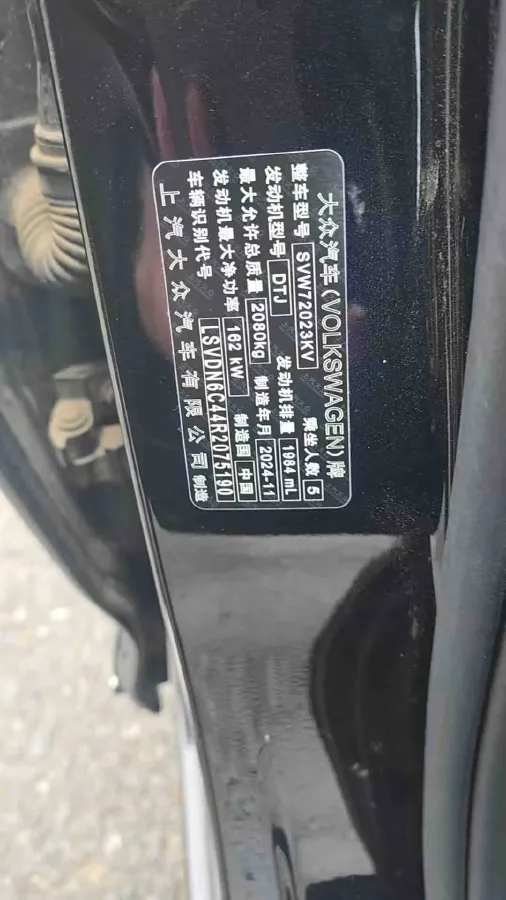 大众汽车(VOLKSWAGEN)牌
整车型号 SVW72023KV 乘坐人数 5
发动机型号 DTJ 发动机排量 1984 mL
最大允许总质量 2080kg 制造年月 2024-11
发动机最大净功率 162 kW 制造国 中国
车辆识别代号 LSVDN6C44R2075190
上汽大众汽车有限公司制造